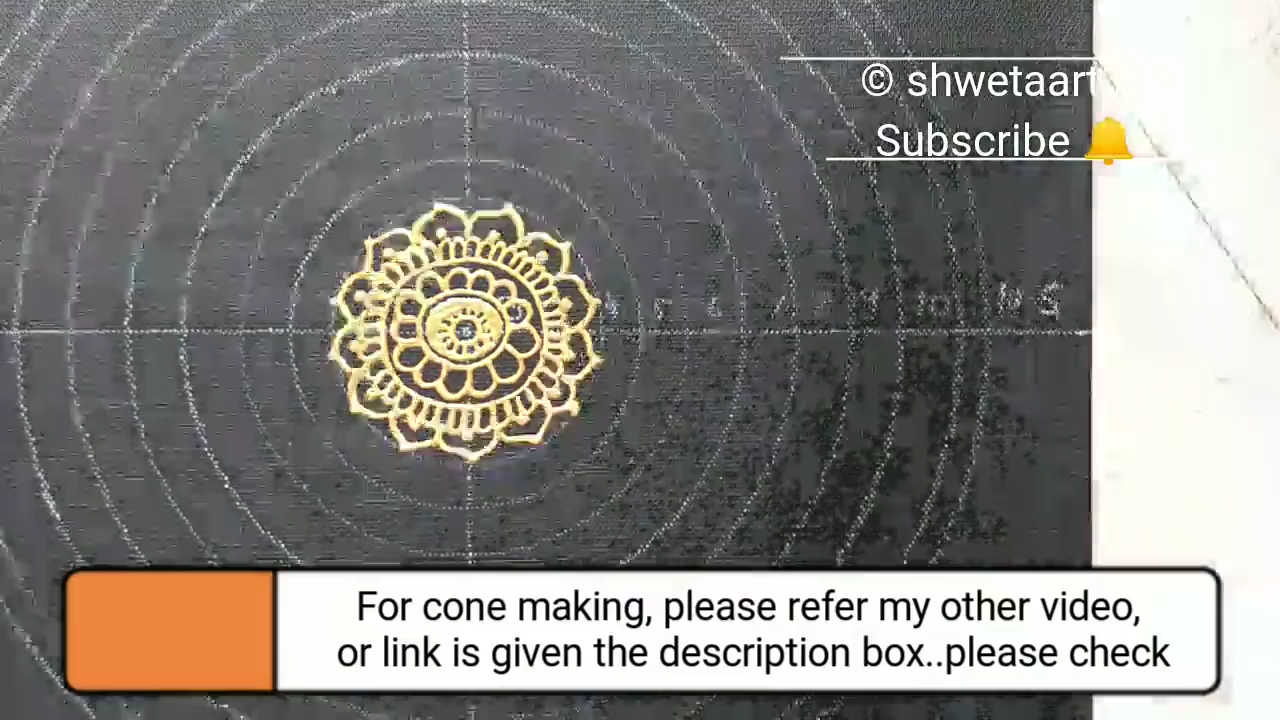 © shwetaart
Subscribe 🔔
For cone making, please refer my other video,
or link is given the description box..please check